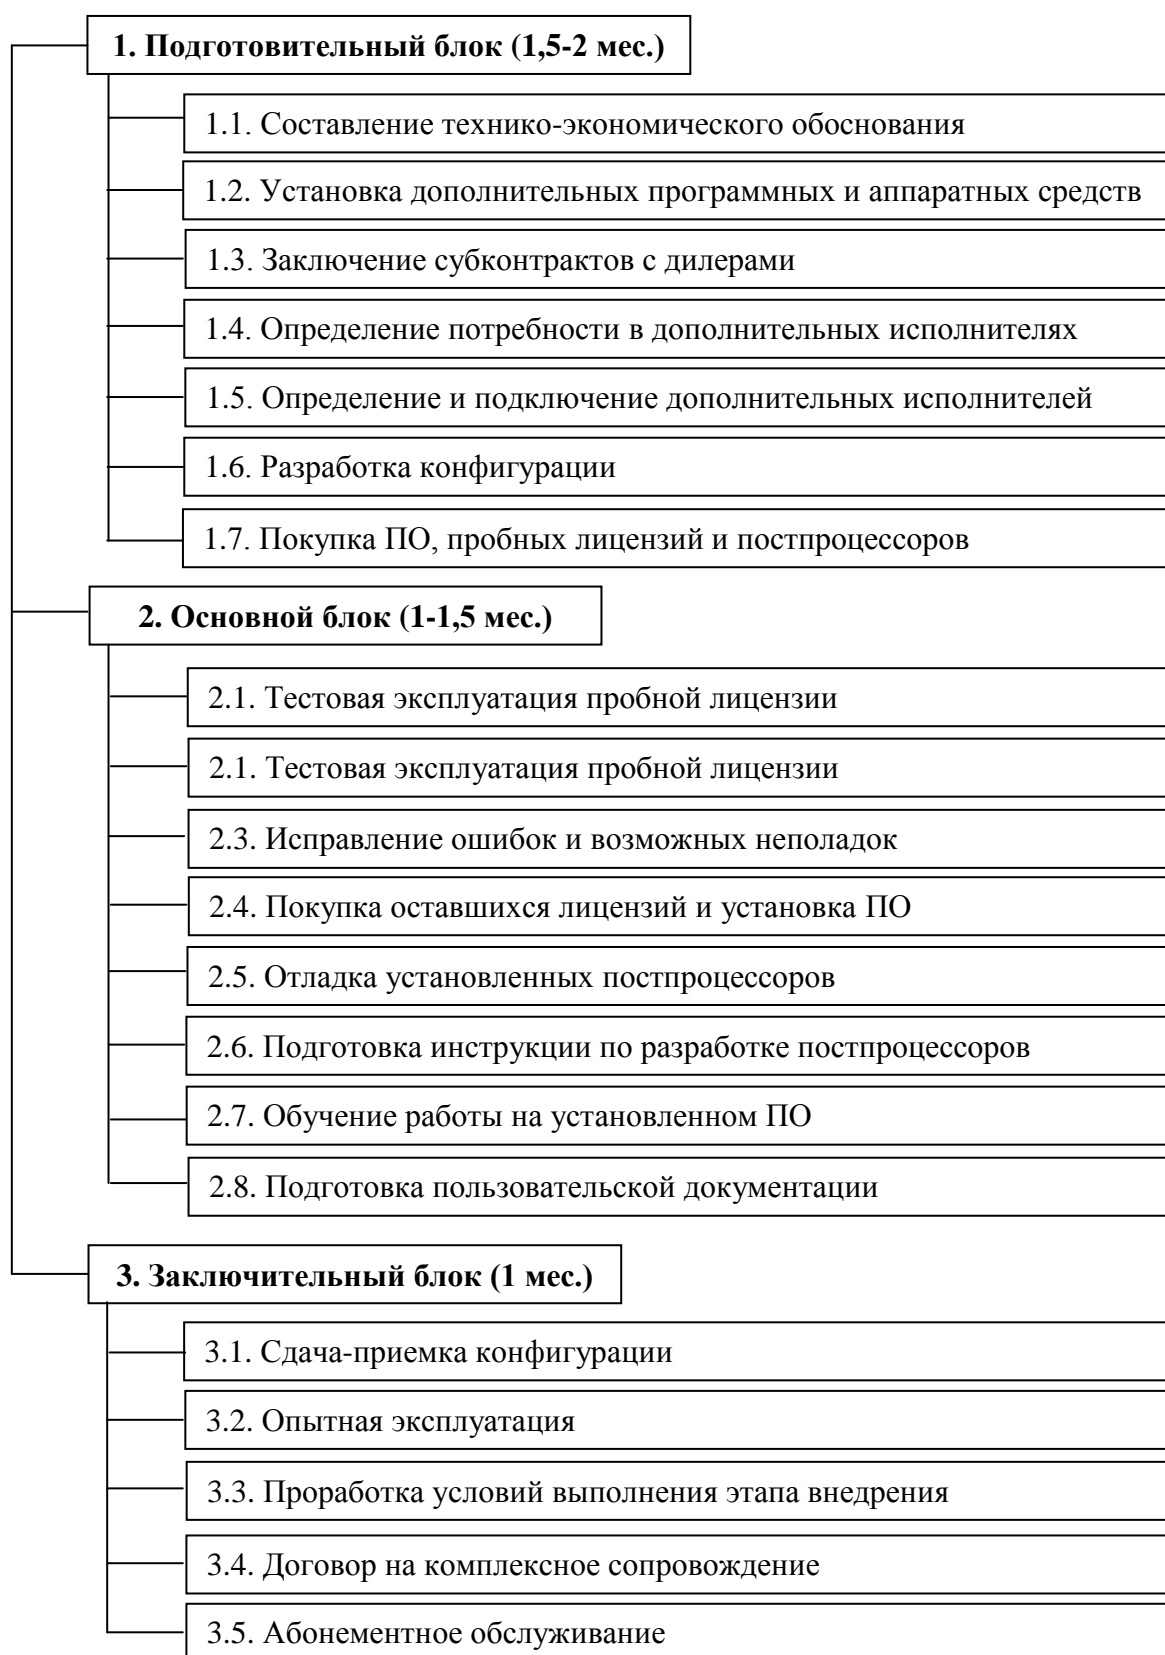 1. Подготовительный блок (1,5-2 мес.)
1.1. Составление технико-экономического обоснования
1.2. Установка дополнительных программных и аппаратных средств
1.3. Заключение субконтрактов с дилерами
1.4. Определение потребности в дополнительных исполнителях
1.5. Определение и подключение дополнительных исполнителей
1.6. Разработка конфигурации
1.7. Покупка ПО, пробных лицензий и постпроцессоров
2. Основной блок (1-1,5 мес.)
2.1. Тестовая эксплуатация пробной лицензии
2.1. Тестовая эксплуатация пробной лицензии
2.3. Исправление ошибок и возможных неполадок
2.4. Покупка оставшихся лицензий и установка ПО
2.5. Отладка установленных постпроцессоров
2.6. Подготовка инструкции по разработке постпроцессоров
2.7. Обучение работы на установленном ПО
2.8. Подготовка пользовательской документации
3. Заключительный блок (1 мес.)
3.1. Сдача-приемка конфигурации
3.2. Опытная эксплуатация
3.3. Проработка условий выполнения этапа внедрения
3.4. Договор на комплексное сопровождение
3.5. Абонементное обслуживание